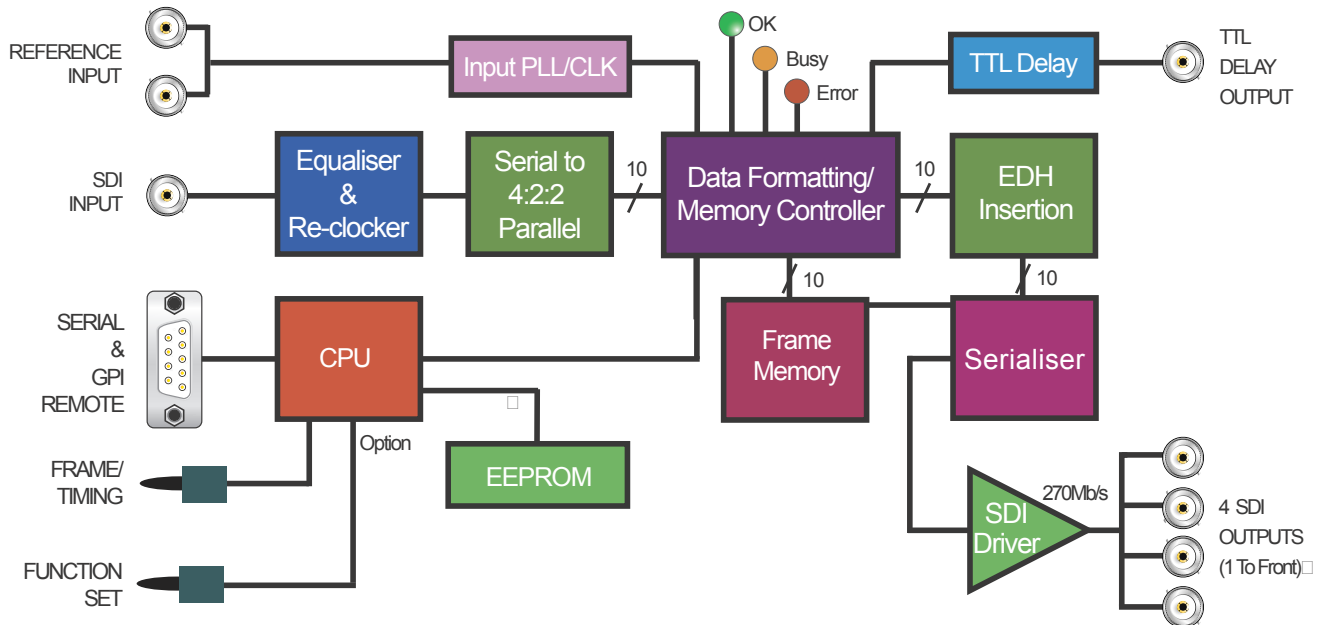 REFERENCE
INPUT
Input PLL/CLK
OK
Busy
Error
TTL Delay
TTL
DELAY
OUTPUT
SDI
INPUT
Equaliser
&
Re-clocker
Serial to
4:2:2
Parallel
10
Data Formatting/
Memory Controller
10
EDH
Insertion
10
10
SERIAL
&
GPI
REMOTE
CPU
Frame
Memory
Serialiser
Option
EEPROM
FRAME/
TIMING
FUNCTION
SET
SDI
Driver
270Mb/s
4 SDI
OUTPUTS
(1 To Front)